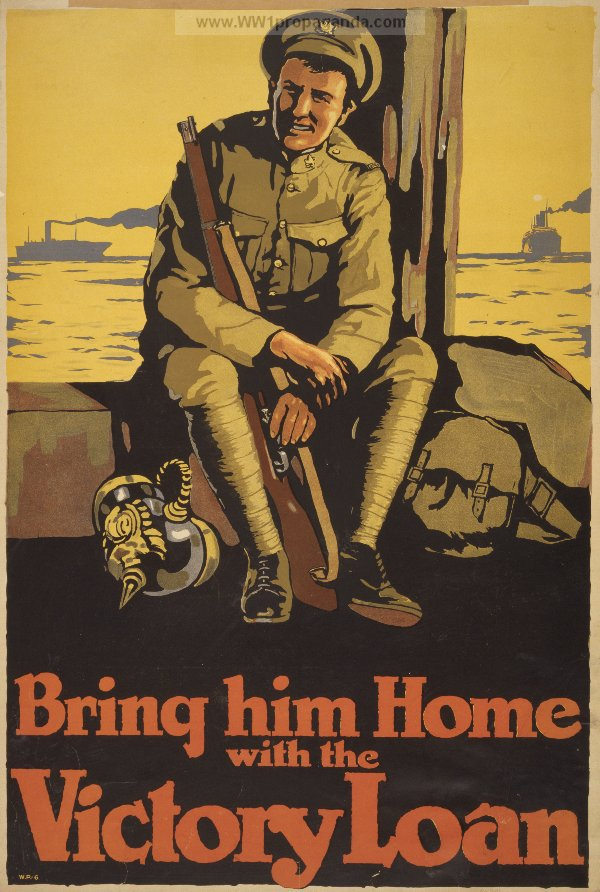 www.WW1propaganda.com
Bring him Home
with the
Victory Loan
W.P.-6